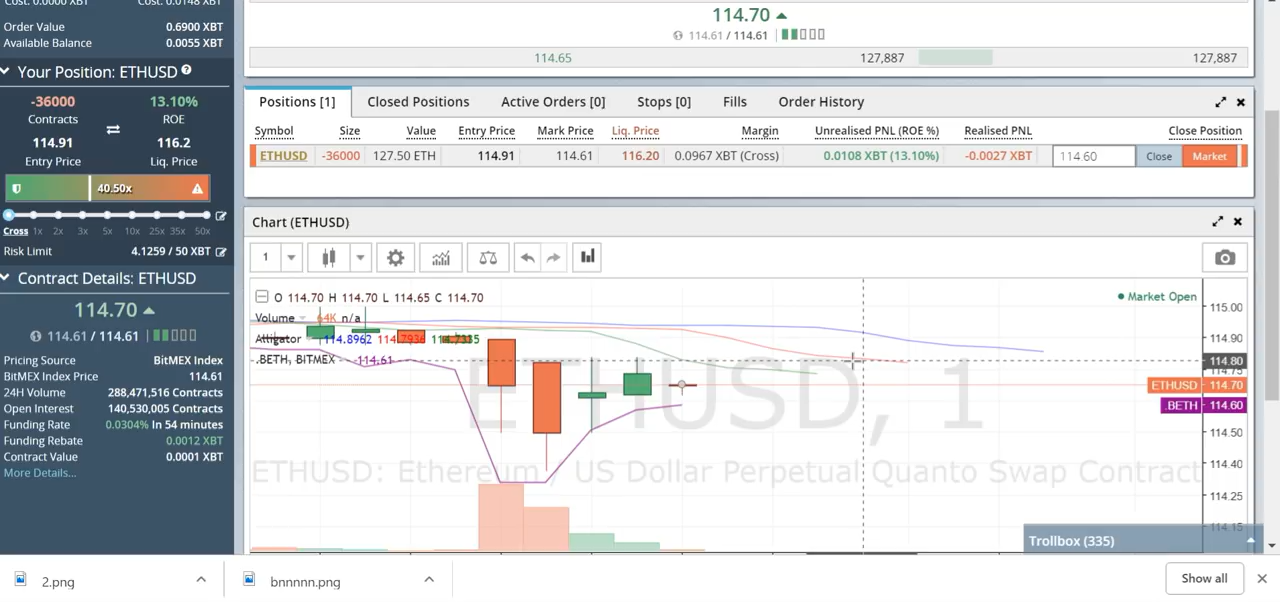 Cost: 0.0000 XBT Cost: 0.0148 XBT
Order Value 0.6900 XBT
Available Balance 0.0055 XBT
Your Position: ETHUSD ?
-36000 13.10%
Contracts ROE
114.91 116.2
Entry Price Liq. Price
40.50x
Cross 1x 2x 3x 5x 10x 25x 35x 50x
Risk Limit 4.1259 / 50 XBT
Contract Details: ETHUSD
114.70
114.61 / 114.61
Pricing Source BitMEX Index
BitMEX Index Price 114.61
24H Volume 288,471,516 Contracts
Open Interest 140,530,005 Contracts
Funding Rate 0.0304% In 54 minutes
Funding Rebate 0.0012 XBT
Contract Value 0.0001 XBT
More Details...
114.70
114.61 / 114.61
114.65 127,887 127,887
Positions [1] Closed Positions Active Orders [0] Stops [0] Fills Order History
Symbol Size Value Entry Price Mark Price Liq. Price Margin Unrealised PNL (ROE %) Realised PNL Close Position
ETHUSD -36000 127.50 ETH 114.91 114.61 116.20 0.0967 XBT (Cross) 0.0108 XBT (13.10%) -0.0027 XBT 114.60 Close Market
Chart (ETHUSD)
1
O 114.70 H 114.70 L 114.65 C 114.70
Market Open
Volume 64K n/a
Alligator 114.8962 114.7936 114.7335
.BETH, BITMEX 114.61
115.00
114.90
114.80
114.75
ETHUSD 114.70
.BETH 114.60
114.50
114.40
114.25
114.15
ETHUSD, 1
ETHUSD: Ethereum / US Dollar Perpetual Quanto Swap Contract
Trollbox (335)
2.png
bnnnnn.png
Show all